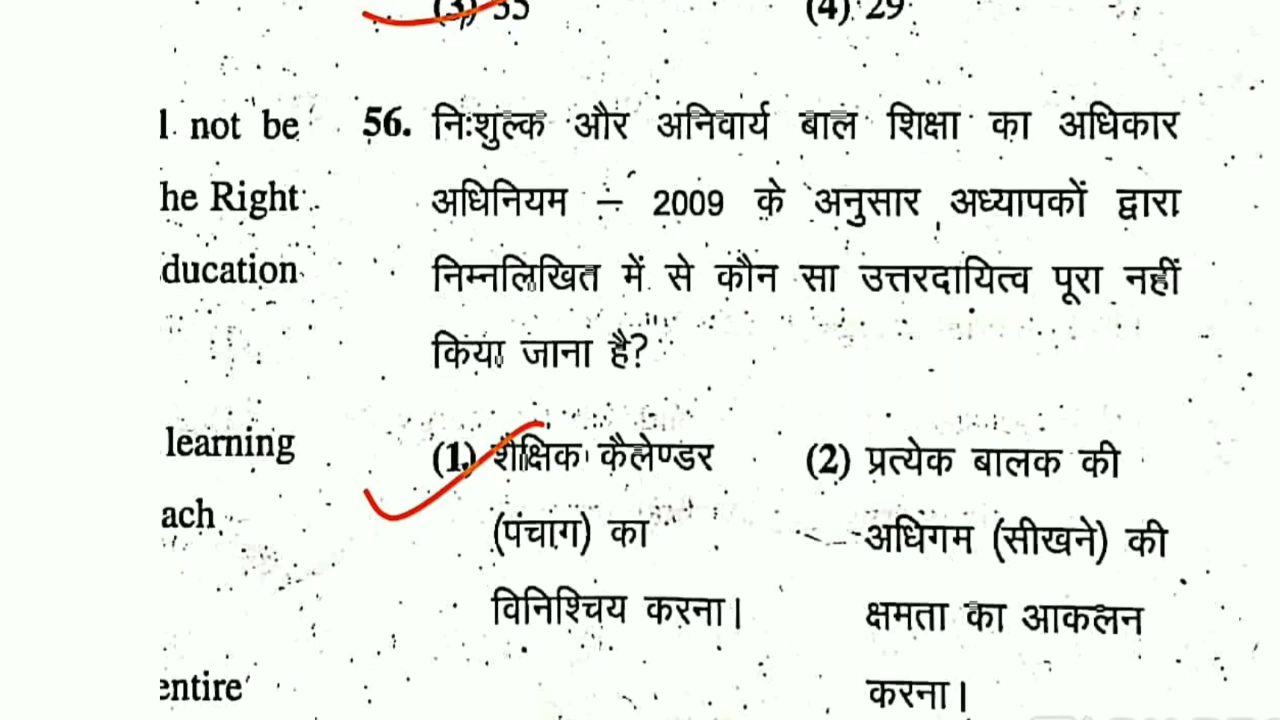 (3) 35 (4) 29
l not be
he Right
ducation
learning
ach
entire
56. निःशुल्क और अनिवार्य बाल शिक्षा का अधिकार
अधिनियम – 2009 के अनुसार अध्यापकों द्वारा
निम्नलिखित में से कौन सा उत्तरदायित्व पूरा नहीं
किया जाना है?
(1) शैक्षिक कैलेण्डर
(पंचाग) का
विनिश्चिय करना।
(2) प्रत्येक बालक की
अधिगम (सीखने) की
क्षमता का आकलन
करना।